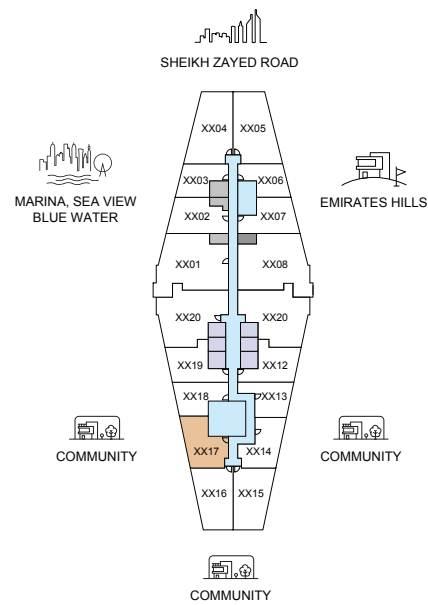 SHEIKH ZAYED ROAD
XX04
XX05
XX03
XX06
MARINA, SEA VIEW
BLUE WATER
EMIRATES HILLS
XX02
XX07
XX01
XX08
XX20
XX20
XX19
XX12
XX18
XX13
COMMUNITY
XX17
XX14
COMMUNITY
XX16
XX15
COMMUNITY